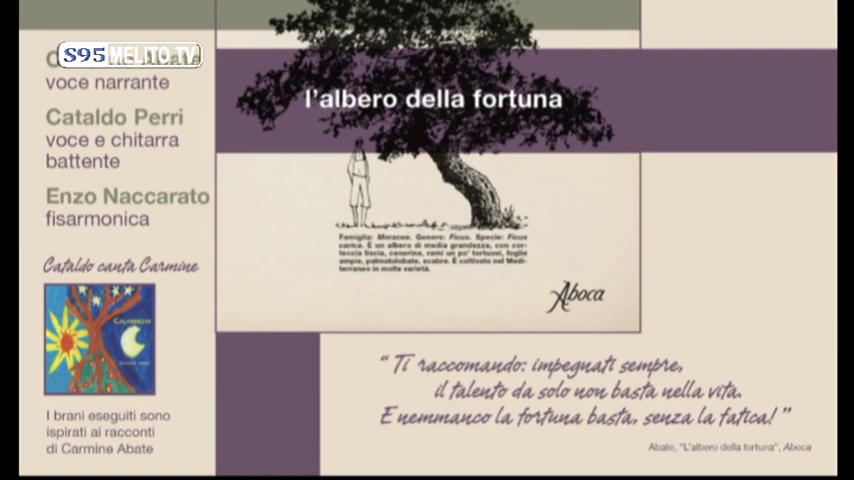 S95 MELITO TV
voce narrante
Cataldo Perri
voce e chitarra
battente
Enzo Naccarato
fisarmonica
Cataldo canta Carmine
I brani eseguiti sono
ispirati ai racconti
di Carmine Abate
l'albero della fortuna
Famiglia: Moracee. Genere: Ficus. Specie: Ficus
carica. È un albero di media grandezza, con cor-
teccia liscia, cenerina, rami un po' tortuosi, foglie
ampie, palmatolobate, scabre. È coltivato nel Medi-
terraneo in molte varietà.
Aboca
“Ti raccomando: impegnati sempre,
il talento da solo non basta nella vita.
E nemmanco la fortuna basta, senza la fatica!”
Abate, "L'albero della fortuna", Aboca